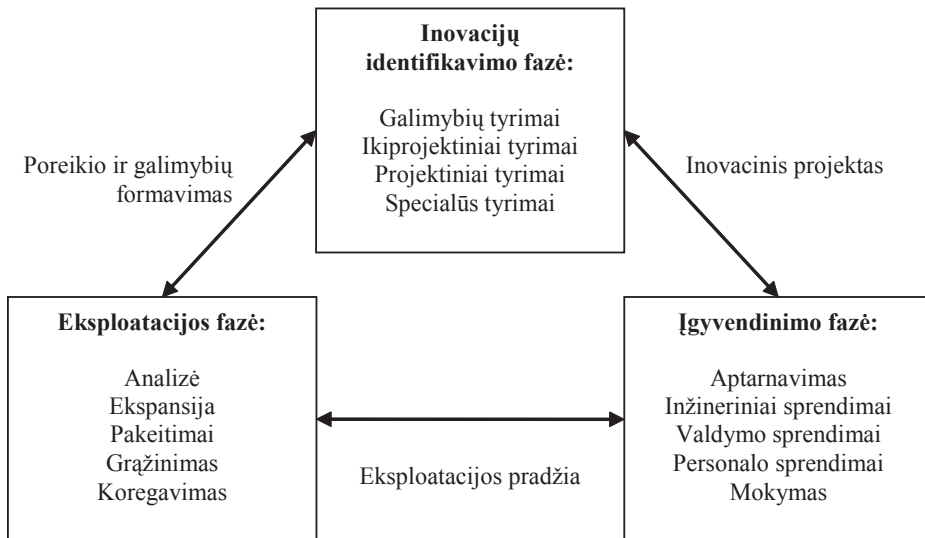 Inovacijų
identifikavimo fazė:
Galimybių tyrimai
Ikiprojektiniai tyrimai
Projektiniai tyrimai
Specialūs tyrimai
Poreikio ir galimybių
formavimas
Inovacinis projektas
Eksploatacijos fazė:
Analizė
Ekspansija
Pakeitimai
Grąžinimas
Koregavimas
Eksploatacijos pradžia
Įgyvendinimo fazė:
Aptarnavimas
Inžineriniai sprendimai
Valdymo sprendimai
Personalo sprendimai
Mokymas